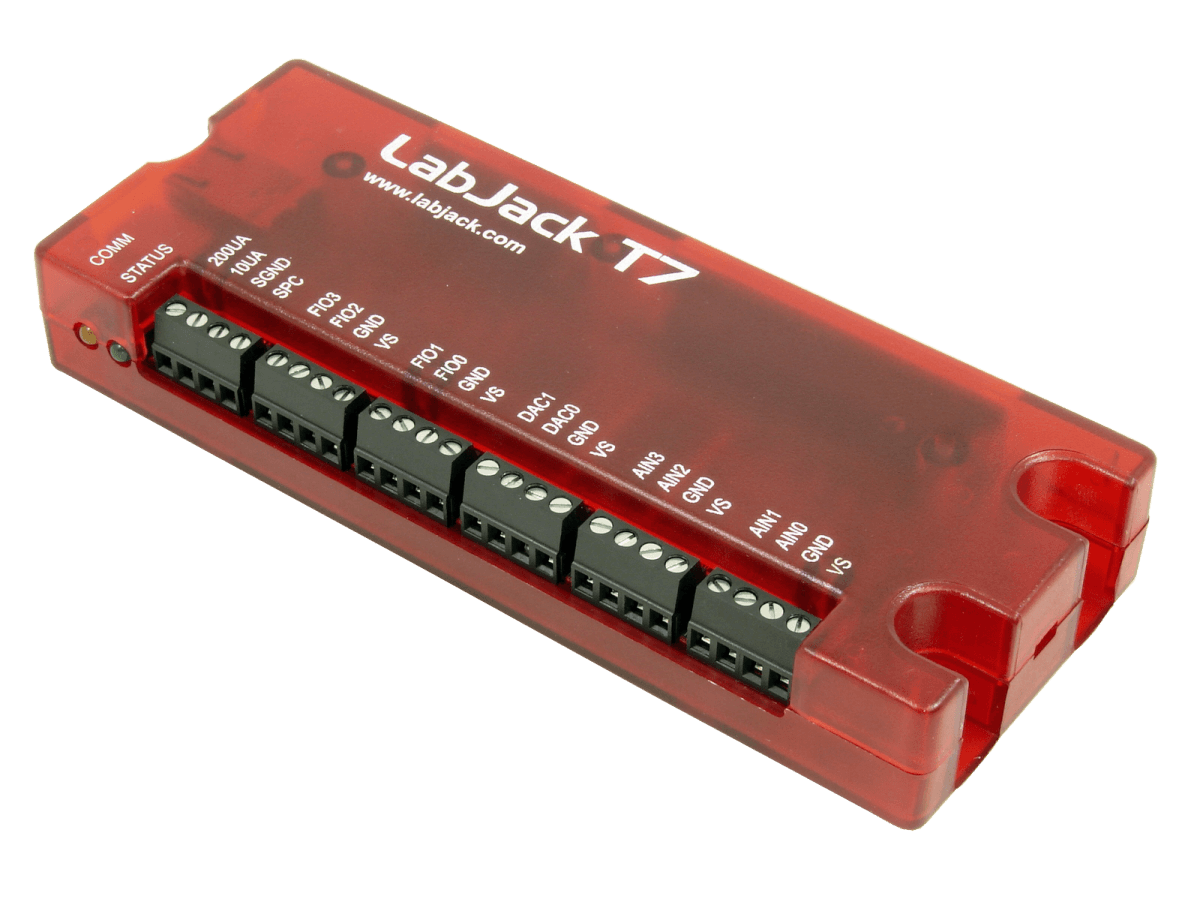 LabJack T7
www.labjack.com
COMM
STATUS
200UA
10UA
SGND
SPC
FIO3
FIO2
GND
VS
FIO1
FIO0
GND
VS
DAC1
DAC0
GND
VS
AIN3
AIN2
GND
VS
AIN1
AIN0
GND
VS